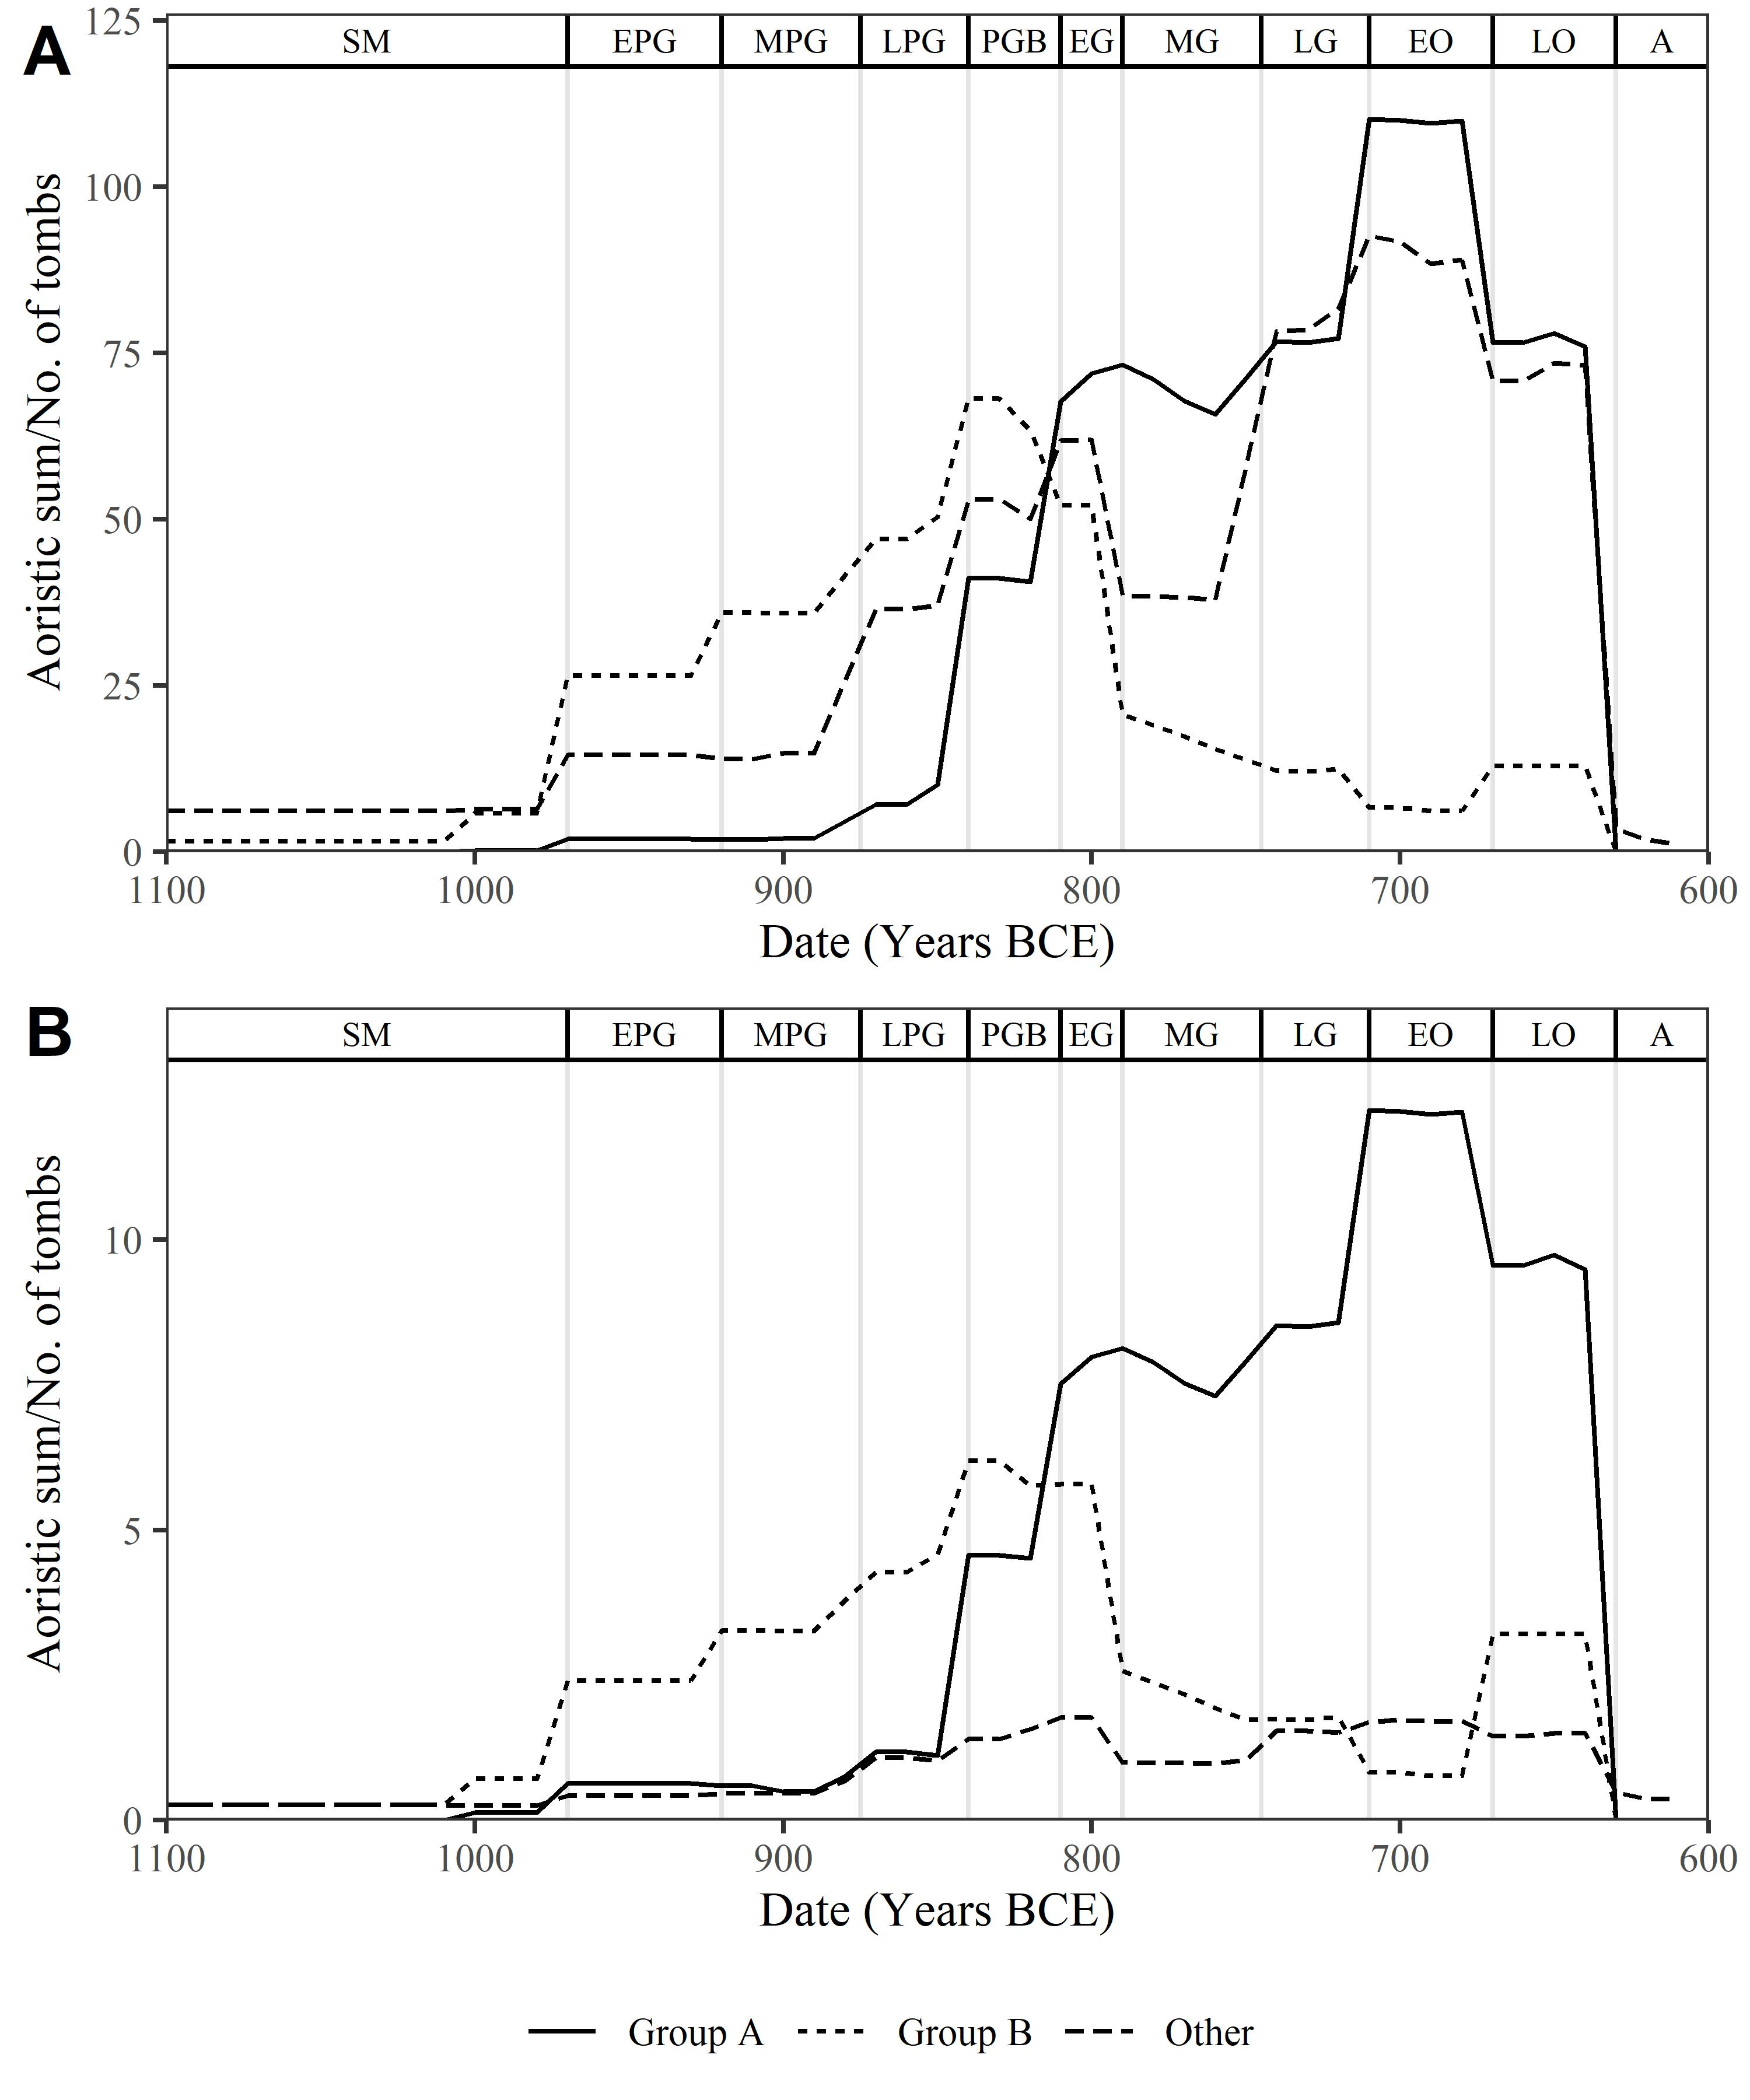 A
SM EPG MPG LPG PGB EG MG LG EO LO A
Aoristic sum/No. of tombs
125
100
75
50
25
0
1100 1000 900 800 700 600
Date (Years BCE)
B
SM EPG MPG LPG PGB EG MG LG EO LO A
Aoristic sum/No. of tombs
10
5
0
1100 1000 900 800 700 600
Date (Years BCE)
Group A Group B Other